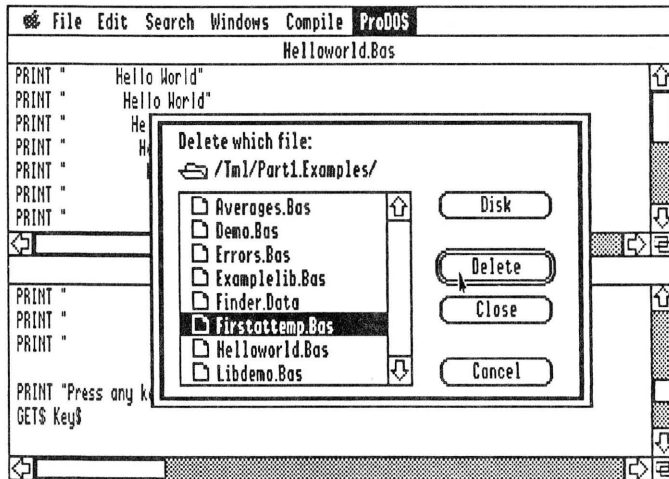 File Edit Search Windows Compile ProDOS
Helloworld.Bas
PRINT "        Hello World"
PRINT "         Hello World"
PRINT "          He
PRINT "           H
PRINT "
PRINT "
PRINT "
Delete which file:
/Tml/Part1.Examples/
Averages.Bas
Demo.Bas
Errors.Bas
Examplelib.Bas
Finder.Data
Firstattemp.Bas
Helloworld.Bas
Libdemo.Bas
Disk
Delete
Close
Cancel
PRINT "
PRINT "
PRINT "
PRINT "Press any k
GET$ Key$